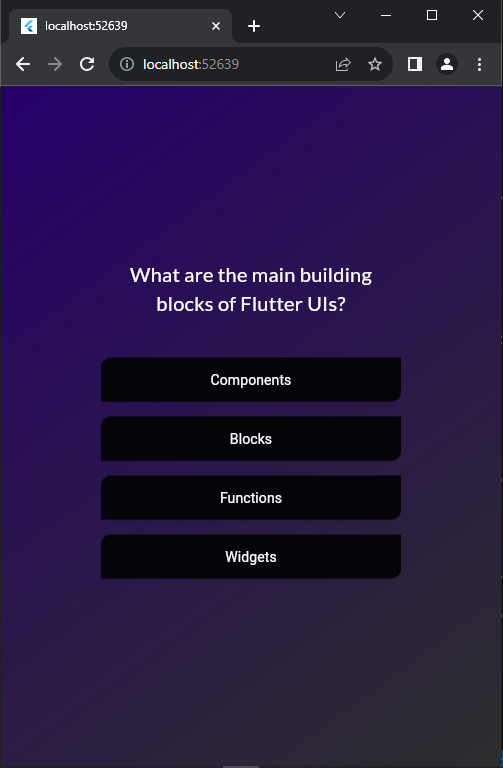 localhost:52639
localhost:52639
What are the main building
blocks of Flutter UIs?
Components
Blocks
Functions
Widgets